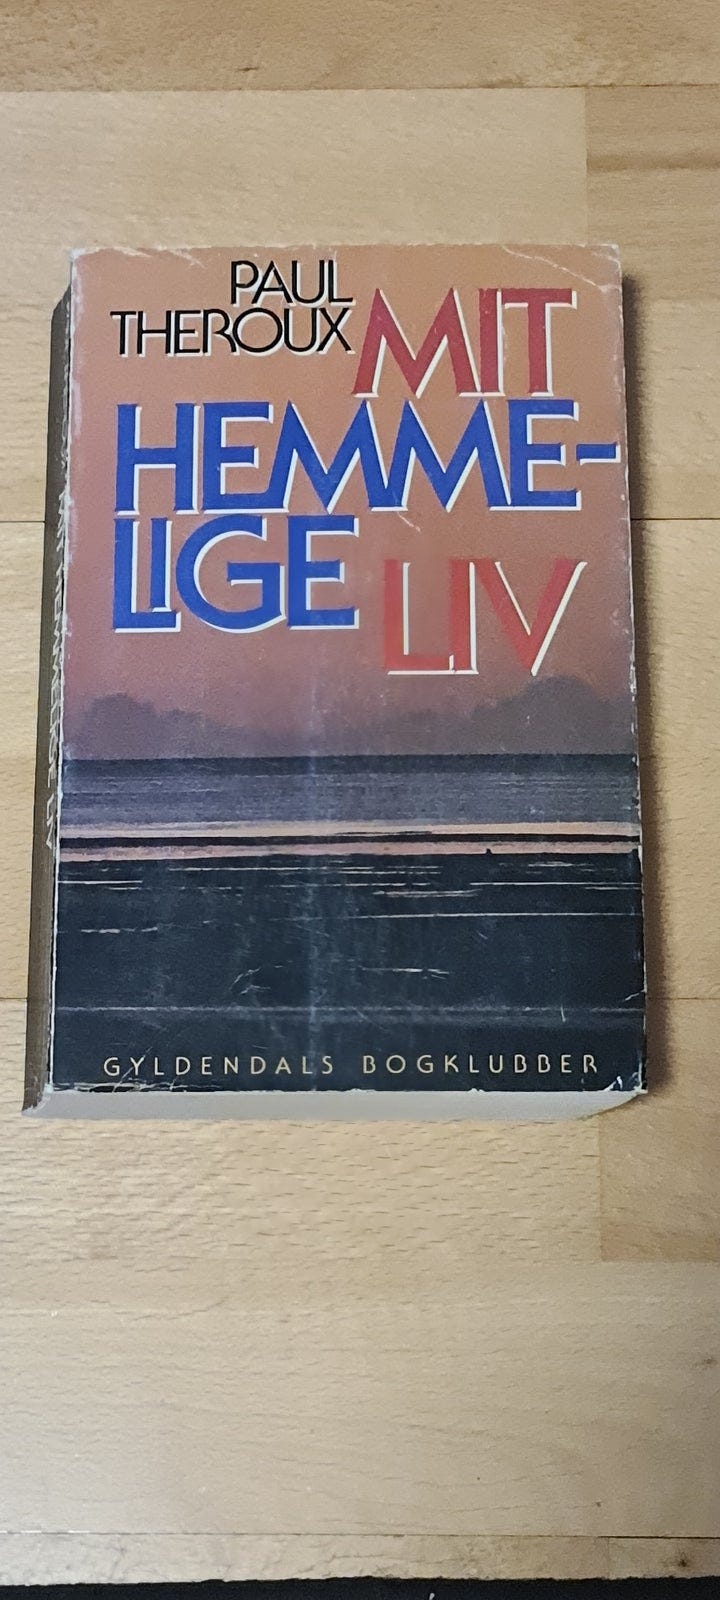 PAUL
THEROUX
MIT
HEMME-
LIGE
LIV
GYLDENDALS BOGKLUBBER